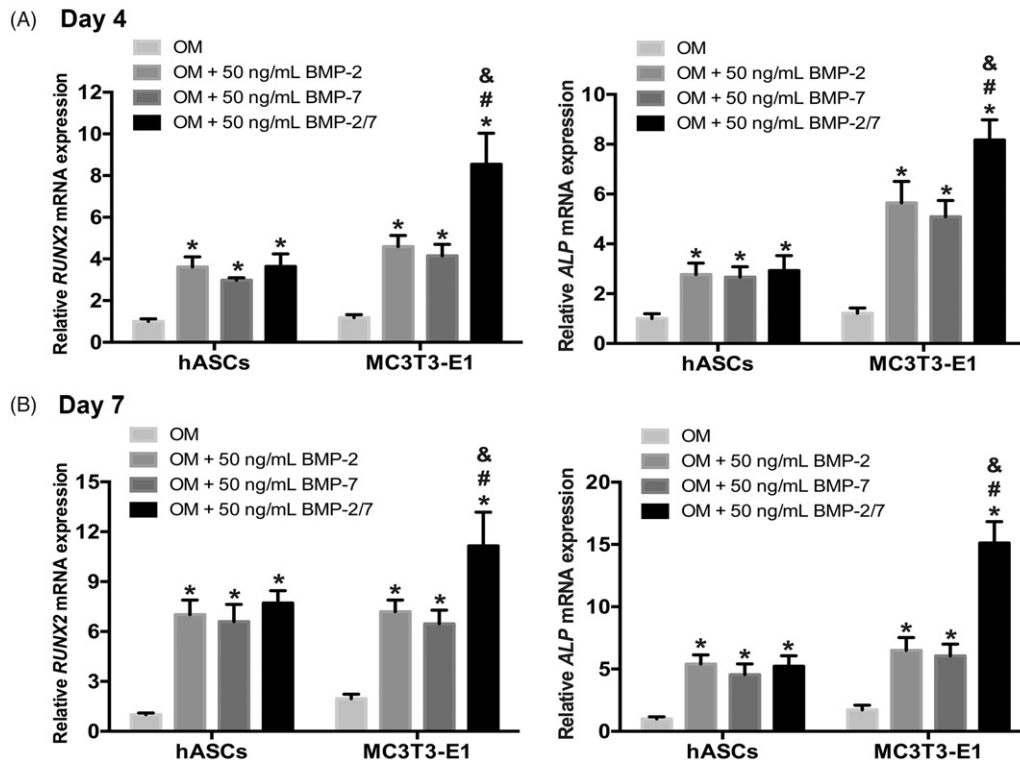 (A) Day 4
OM
OM + 50 ng/mL BMP-2
OM + 50 ng/mL BMP-7
OM + 50 ng/mL BMP-2/7
Relative RUNX2 mRNA expression
12
10
8
6
4
2
0
* * *
* *
&
#
*
hASCs MC3T3-E1
OM
OM + 50 ng/mL BMP-2
OM + 50 ng/mL BMP-7
OM + 50 ng/mL BMP-2/7
Relative ALP mRNA expression
10
8
6
4
2
0
* * *
* *
&
#
*
hASCs MC3T3-E1
(B) Day 7
OM
OM + 50 ng/mL BMP-2
OM + 50 ng/mL BMP-7
OM + 50 ng/mL BMP-2/7
Relative RUNX2 mRNA expression
15
12
9
6
3
0
* * *
* *
&
#
*
hASCs MC3T3-E1
OM
OM + 50 ng/mL BMP-2
OM + 50 ng/mL BMP-7
OM + 50 ng/mL BMP-2/7
Relative ALP mRNA expression
20
15
10
5
0
* * *
* *
&
#
*
hASCs MC3T3-E1